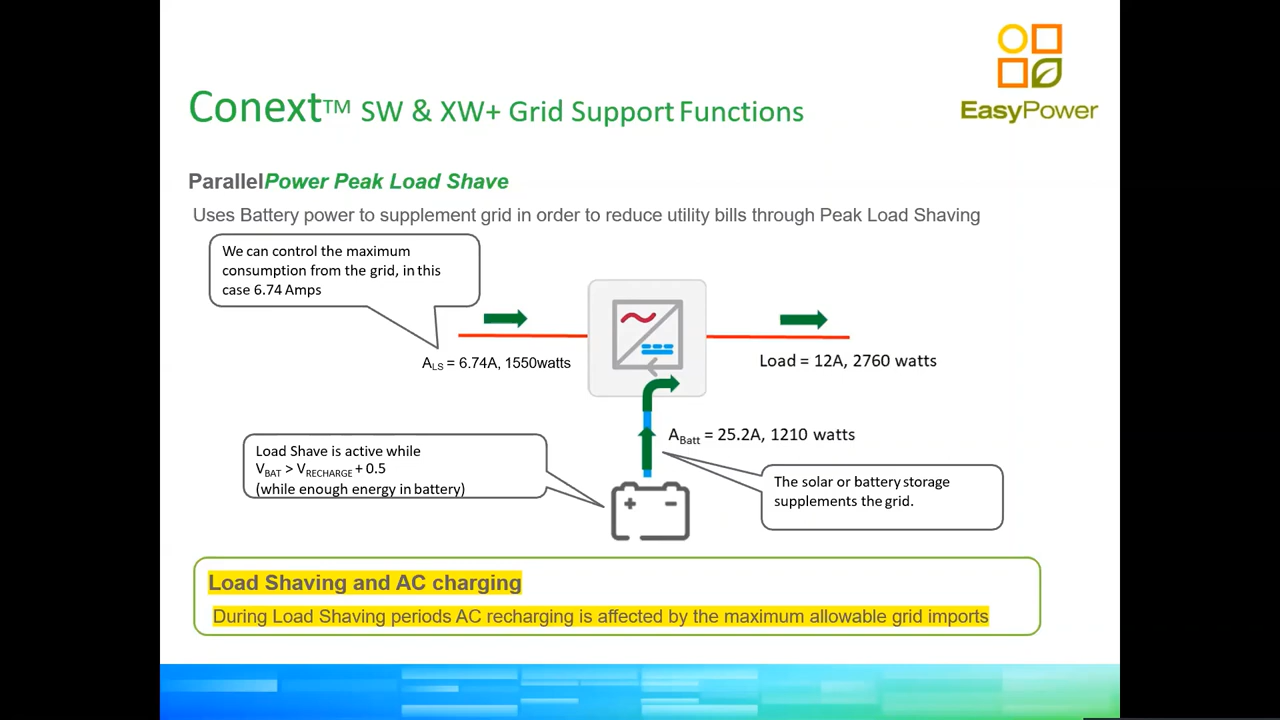 EasyPower
Conext™ SW & XW+ Grid Support Functions
ParallelPower Peak Load Shave
Uses Battery power to supplement grid in order to reduce utility bills through Peak Load Shaving
We can control the maximum
consumption from the grid, in this
case 6.74 Amps
ALS = 6.74A, 1550watts
Load = 12A, 2760 watts
ABatt = 25.2A, 1210 watts
Load Shave is active while
VBAT > VRECHARGE + 0.5
(while enough energy in battery)
The solar or battery storage
supplements the grid.
Load Shaving and AC charging
During Load Shaving periods AC recharging is affected by the maximum allowable grid imports